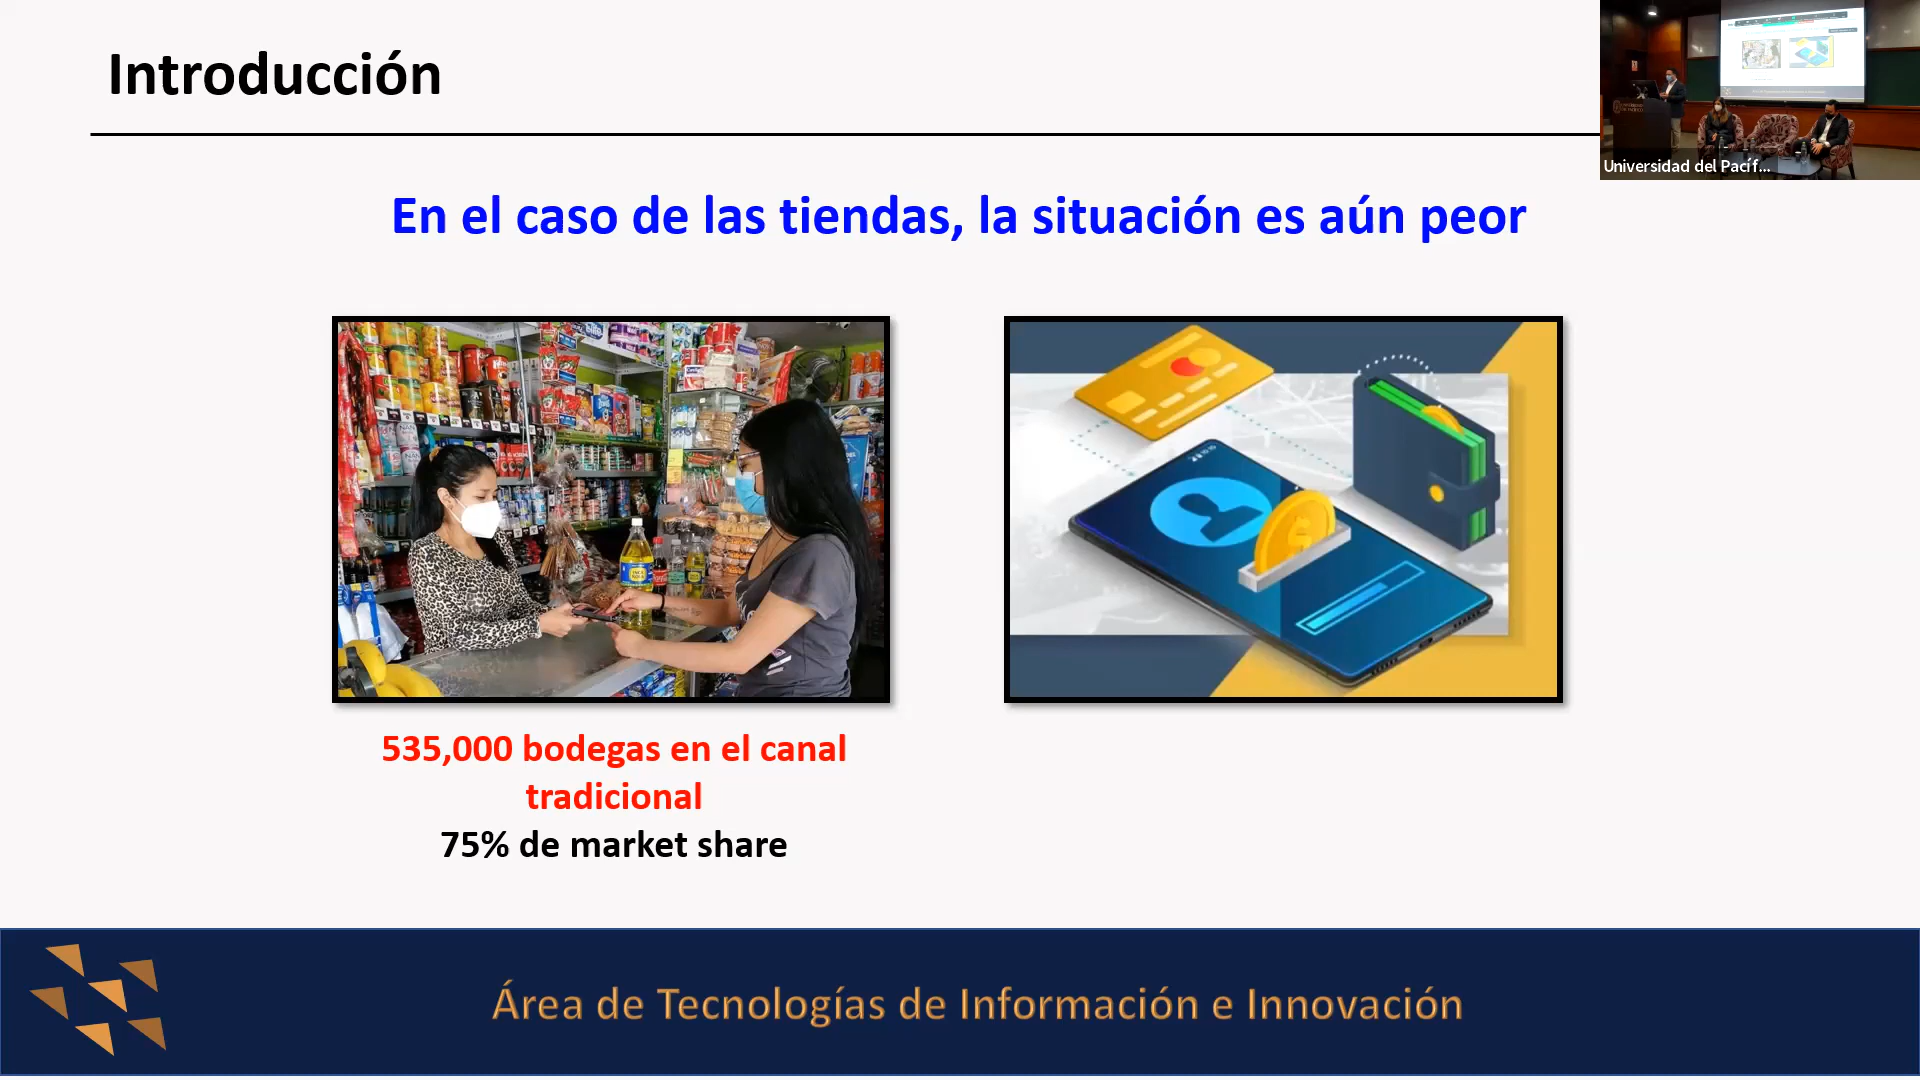 Introducción
Universidad del Pacíf...
En el caso de las tiendas, la situación es aún peor
535,000 bodegas en el canal
tradicional
75% de market share
Área de Tecnologías de Información e Innovación